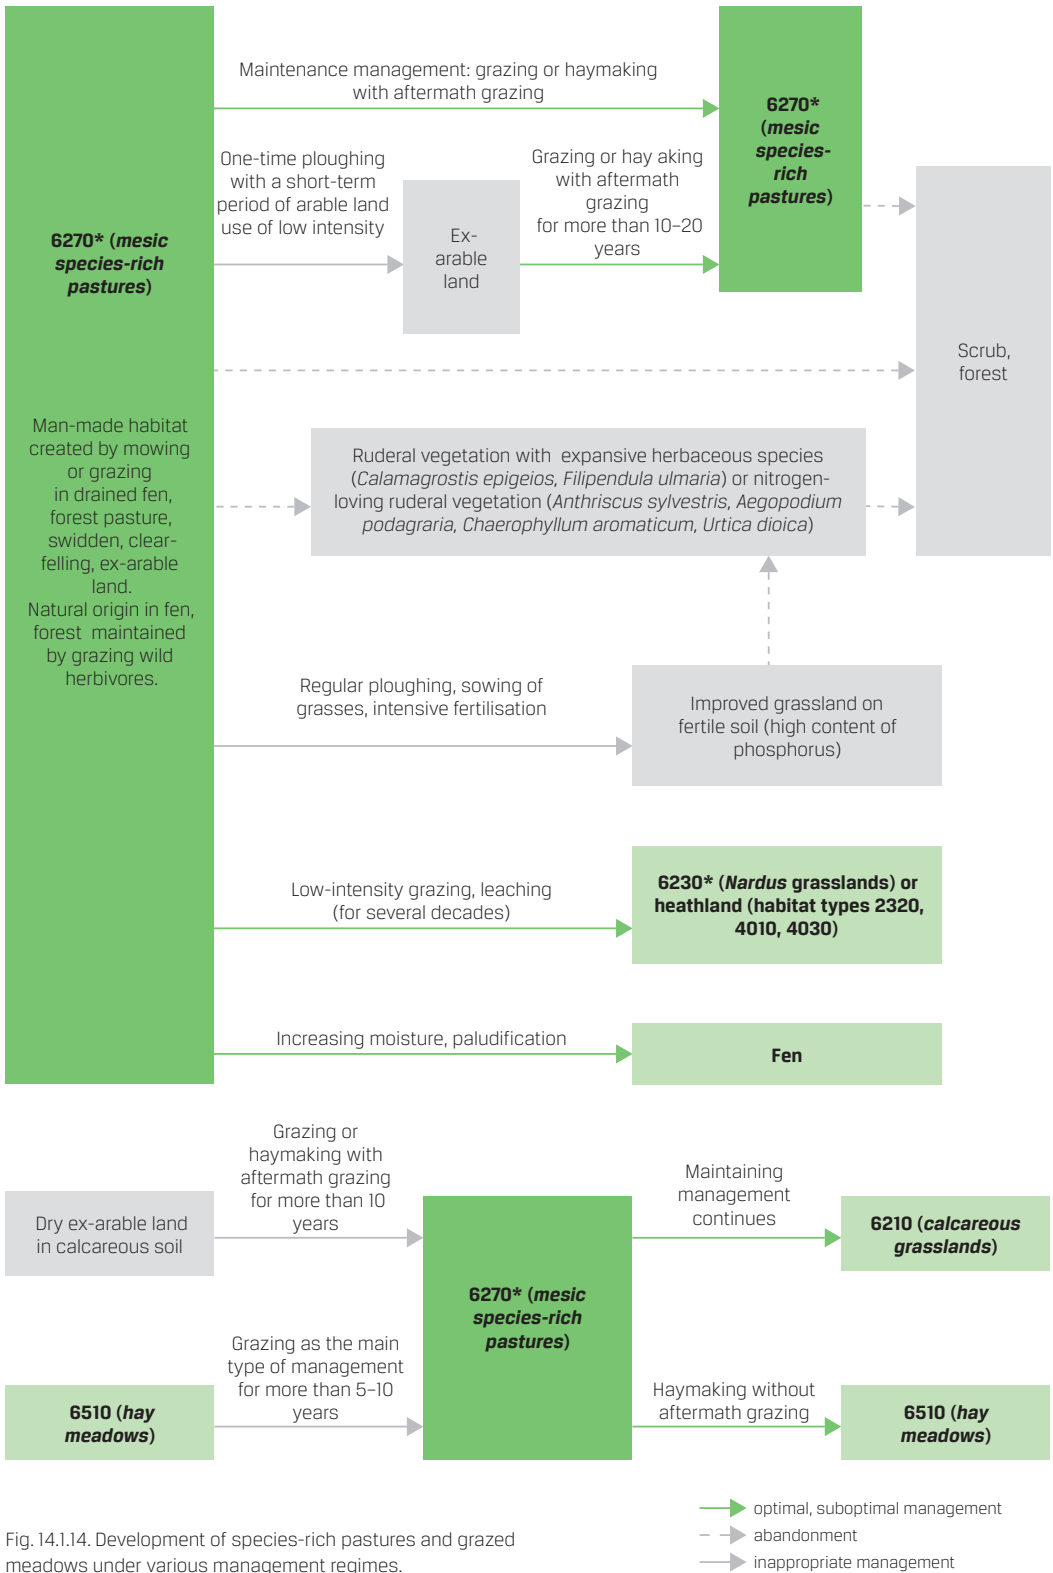 Maintenance management: grazing or haymaking
with aftermath grazing
6270*
(mesic
species-
rich
pastures)
One-time ploughing
with a short-term
period of arable land
use of low intensity
Ex-
arable
land
Grazing or hay aking
with aftermath
grazing
for more than 10–20
years
6270* (mesic
species-rich
pastures)
Scrub,
forest
Man-made habitat
created by mowing
or grazing
in drained fen,
forest pasture,
swidden, clear-
felling, ex-arable
land.
Natural origin in fen,
forest maintained
by grazing wild
herbivores.
Ruderal vegetation with expansive herbaceous species
(Calamagrostis epigeios, Filipendula ulmaria) or nitrogen-
loving ruderal vegetation (Anthriscus sylvestris, Aegopodium
podagraria, Chaerophyllum aromaticum, Urtica dioica)
Regular ploughing, sowing of
grasses, intensive fertilisation
Improved grassland on
fertile soil (high content of
phosphorus)
Low-intensity grazing, leaching
(for several decades)
6230* (Nardus grasslands) or
heathland (habitat types 2320,
4010, 4030)
Increasing moisture, paludification
Fen
Dry ex-arable land
in calcareous soil
Grazing or
haymaking with
aftermath grazing
for more than 10
years
6270* (mesic
species-rich
pastures)
Maintaining
management
continues
6210 (calcareous
grasslands)
6510 (hay
meadows)
Grazing as the main
type of management
for more than 5–10
years
Haymaking without
aftermath grazing
6510 (hay
meadows)
optimal, suboptimal management
abandonment
inappropriate management
Fig. 14.1.14. Development of species-rich pastures and grazed
meadows under various management regimes.